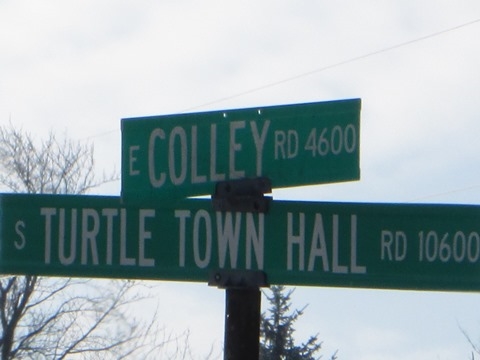 E COLLEY RD 4600
S TURTLE TOWN HALL RD 10600